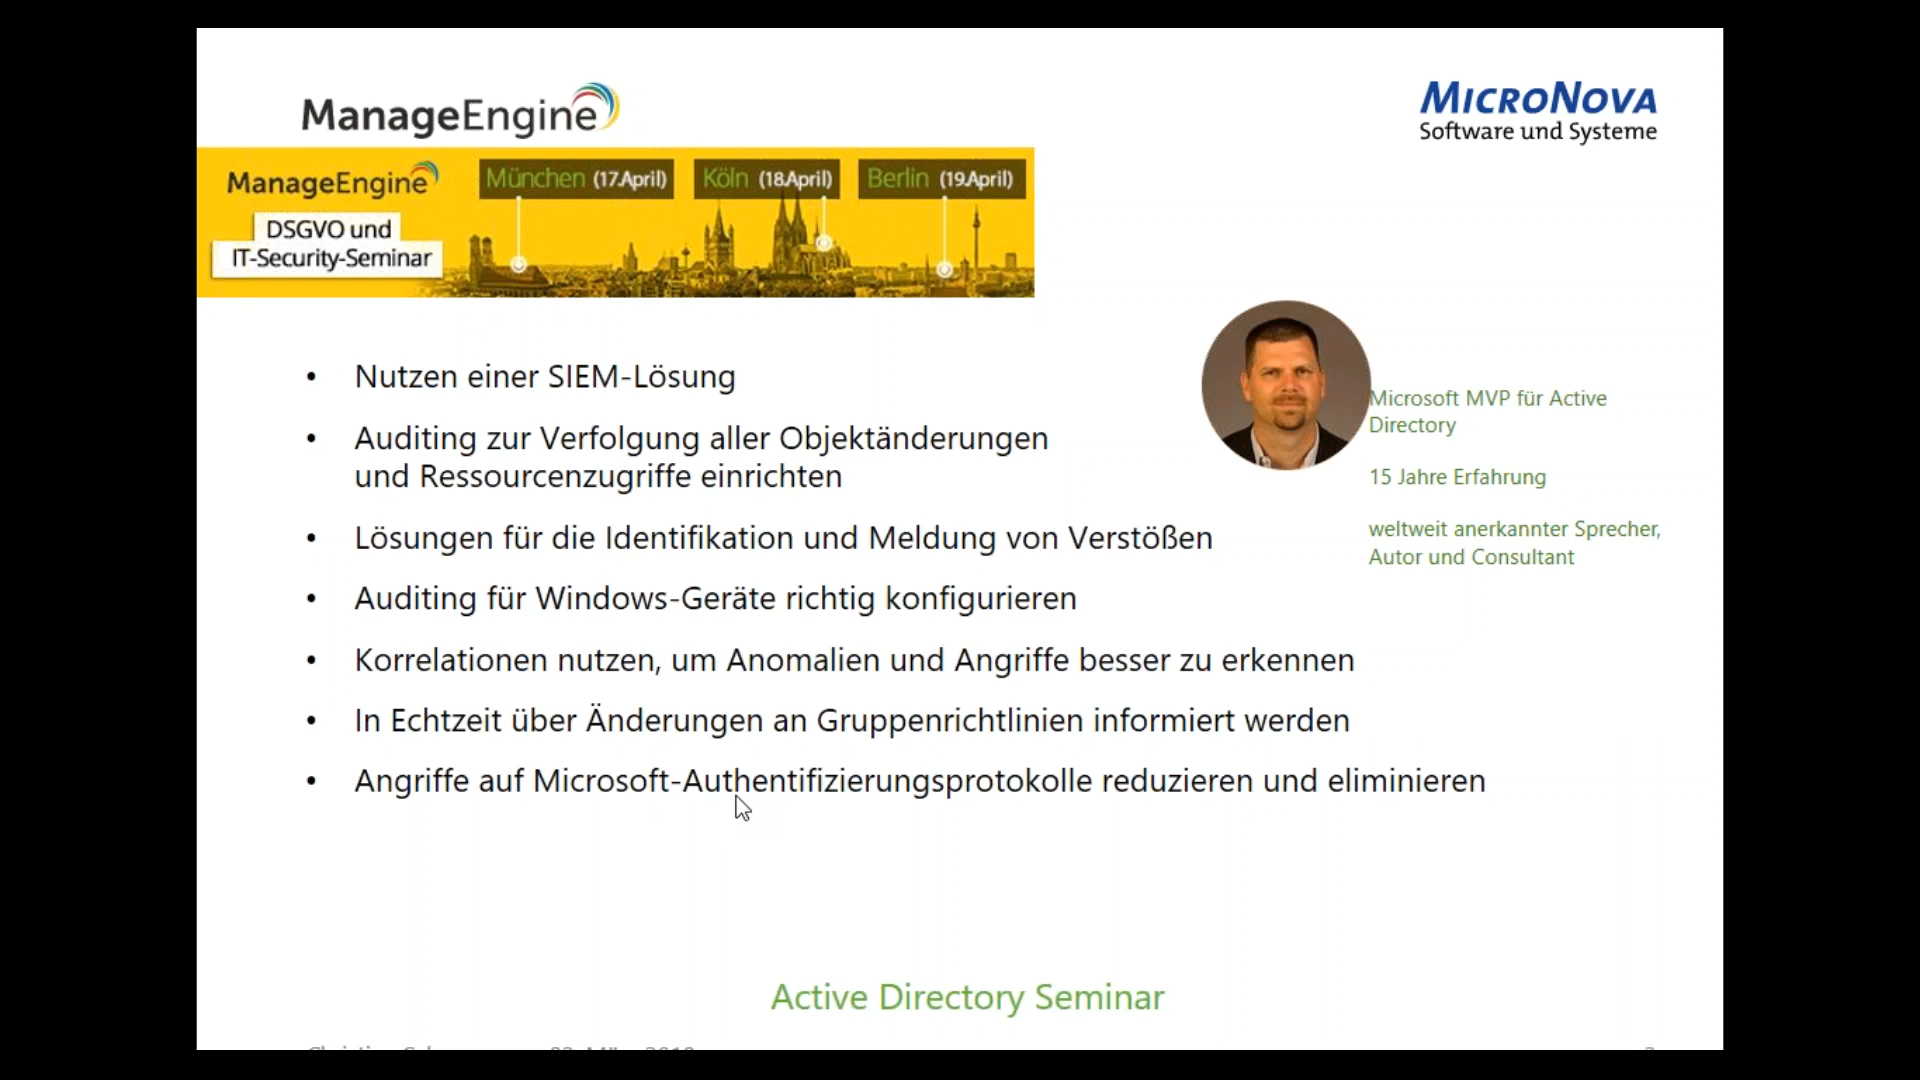 ManageEngine
MICRONOVA
Software und Systeme
ManageEngine
DSGVO und
IT-Security-Seminar
München (17.April)
Köln (18.April)
Berlin (19.April)
• Nutzen einer SIEM-Lösung
• Auditing zur Verfolgung aller Objektänderungen
und Ressourcenzugriffe einrichten
• Lösungen für die Identifikation und Meldung von Verstößen
• Auditing für Windows-Geräte richtig konfigurieren
• Korrelationen nutzen, um Anomalien und Angriffe besser zu erkennen
• In Echtzeit über Änderungen an Gruppenrichtlinien informiert werden
• Angriffe auf Microsoft-Authentifizierungsprotokolle reduzieren und eliminieren
Microsoft MVP für Active
Directory
15 Jahre Erfahrung
weltweit anerkannter Sprecher,
Autor und Consultant
Active Directory Seminar